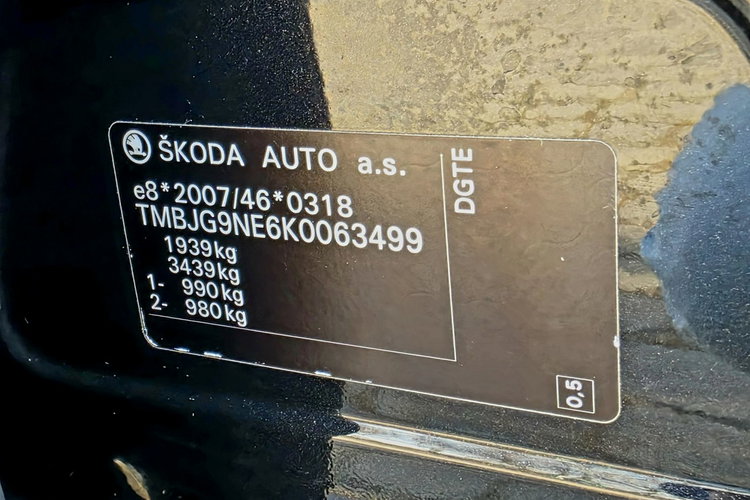 ŠKODA AUTO a.s.
e8*2007/46*0318
TMBJG9NE6K0063499
1939kg
3439kg
1- 990kg
2- 980kg
DGTE
0,5